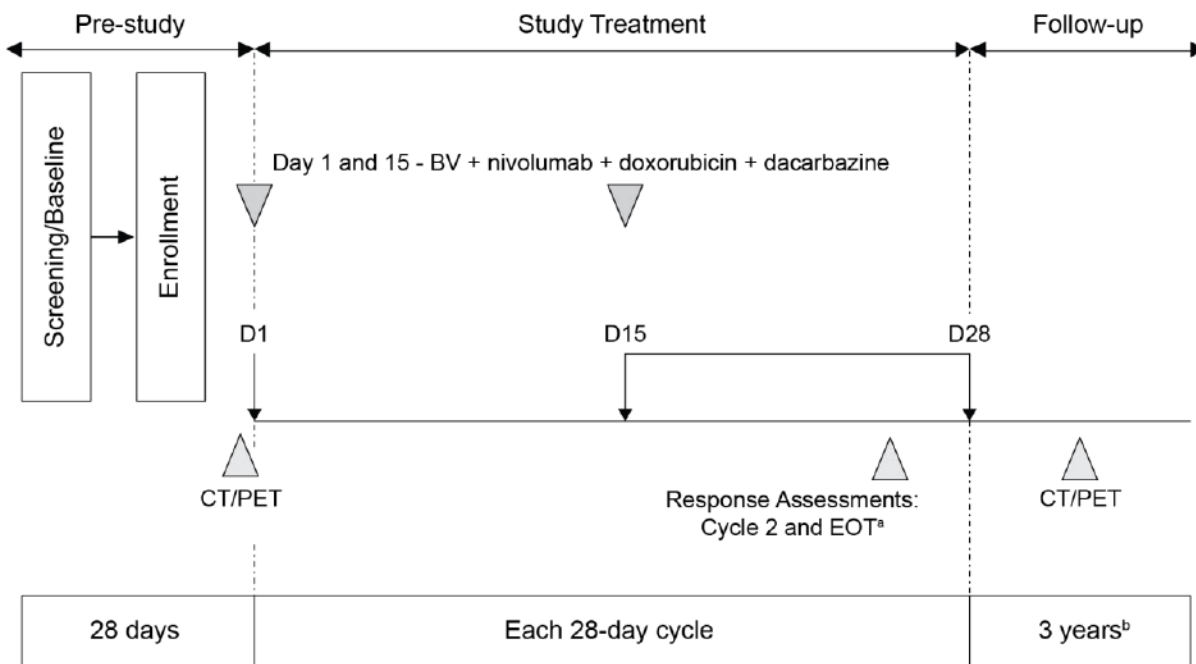 Pre-study
Study Treatment
Follow-up
Screening/Baseline
Enrollment
Day 1 and 15 - BV + nivolumab + doxorubicin + dacarbazine
D1
D15
D28
CT/PET
Response Assessments:
Cycle 2 and EOTᵃ
CT/PET
28 days
Each 28-day cycle
3 yearsᵇ